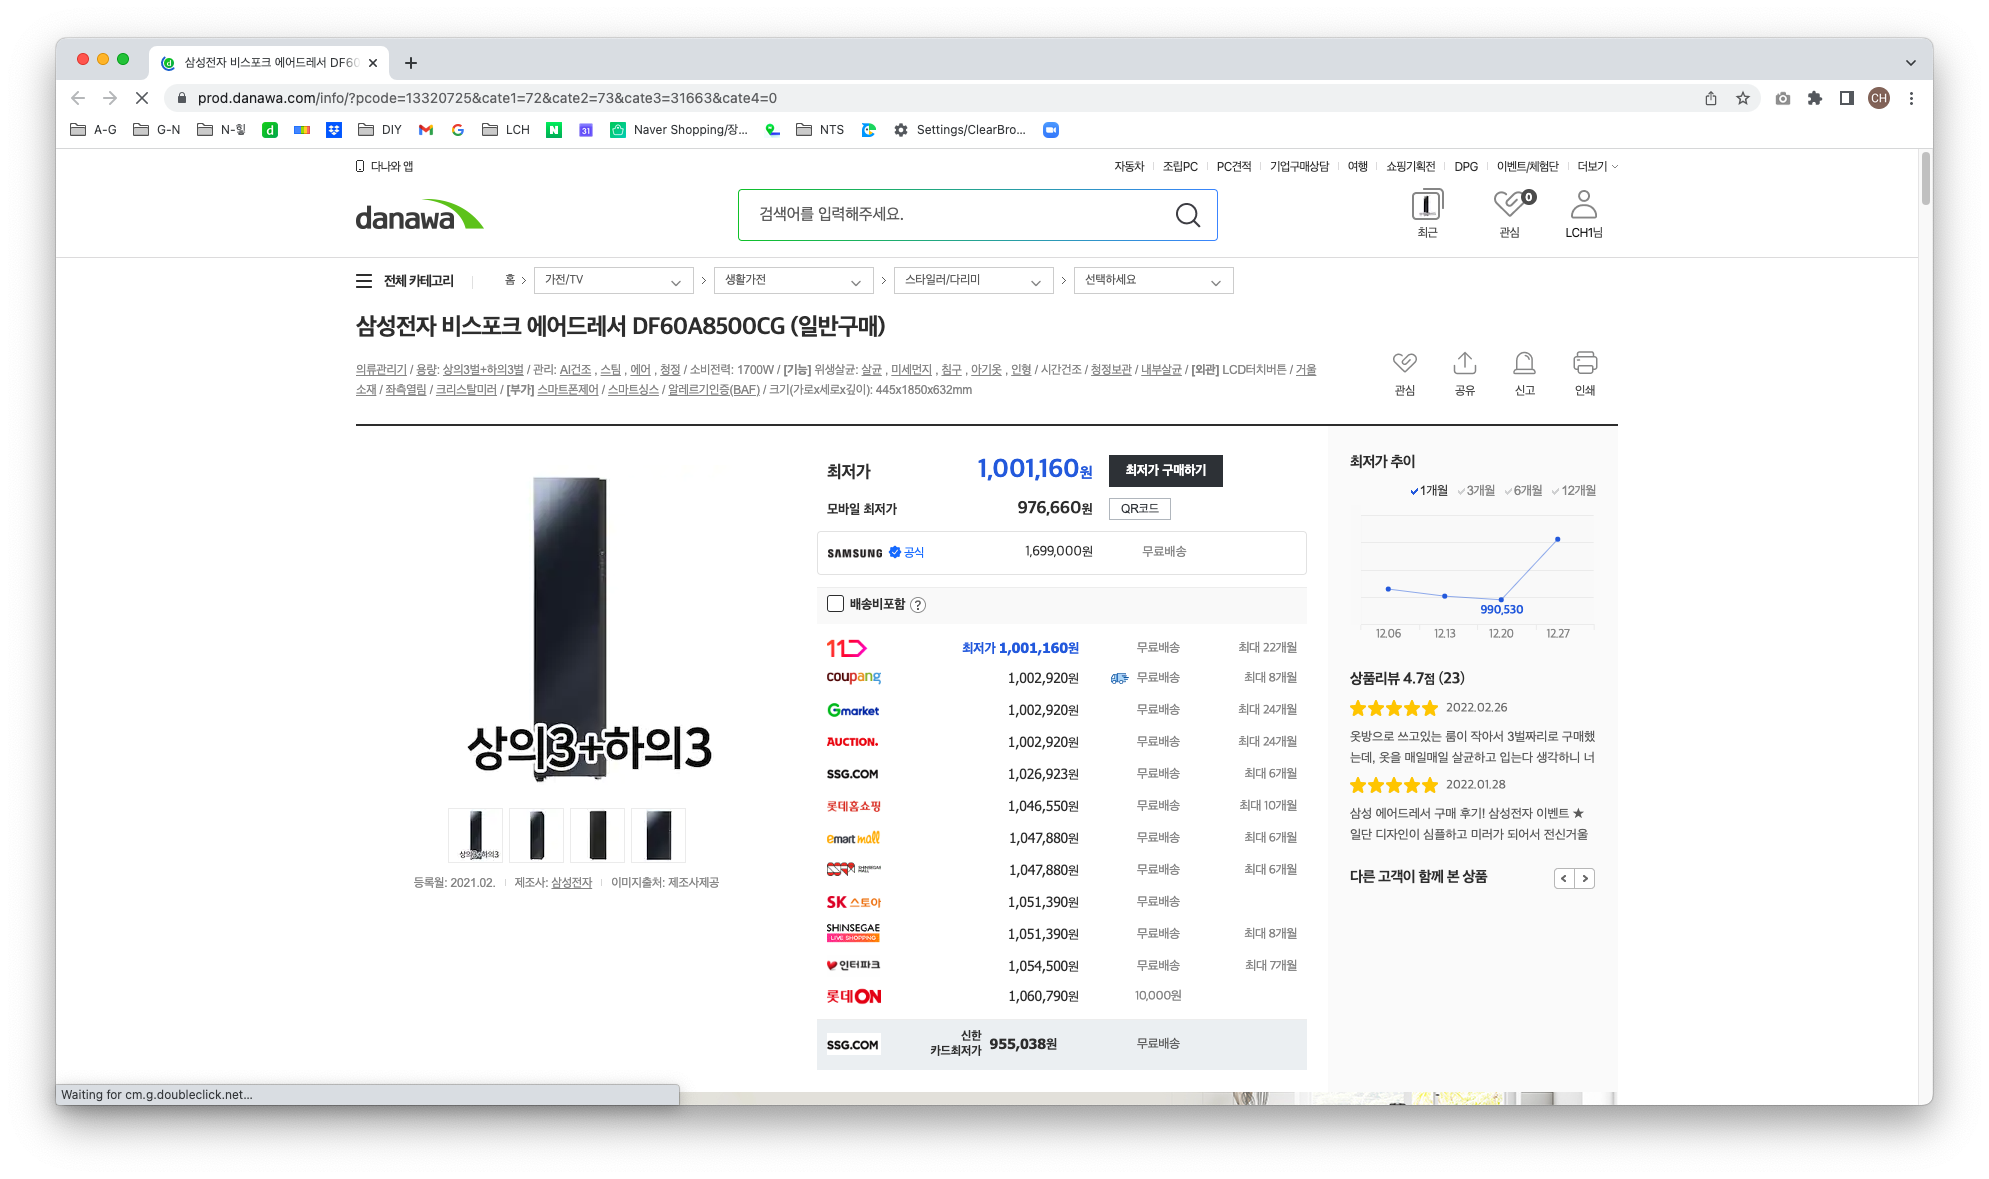 삼성전자 비스포크 에어드레서 DF60
prod.danawa.com/info/?pcode=13320725&cate1=72&cate2=73&cate3=31663&cate4=0
CH
A-G G-N N-힣 d DIY G LCH N 31 Naver Shopping/장... NTS Settings/ClearBro...
다나와 앱
자동차 조립PC PC견적 기업구매상담 여행 쇼핑기획전 DPG 이벤트/체험단 더보기
danawa
검색어를 입력해주세요.
0
최근 관심 LCH1님
전체 카테고리 홈 가전/TV 생활가전 스타일러/다리미 선택하세요
삼성전자 비스포크 에어드레서 DF60A8500CG (일반구매)
의류관리기 / 용량: 상의3벌+하의3벌 / 관리: AI건조 , 스팀 , 에어 , 청정 / 소비전력: 1700W / [기능] 위생살균: 살균 , 미세먼지 , 침구 , 아기옷 , 인형 / 시간건조 / 청정보관 / 내부살균 / [외관] LCD터치버튼 / 거울
소재 / 좌측열림 / 크리스탈미러 / [부가] 스마트폰제어 / 스마트싱스 / 알레르기인증(BAF) / 크기(가로x세로x깊이): 445x1850x632mm
관심 공유 신고 인쇄
상의3+하의3
상의3+하의3
등록월: 2021.02. 제조사: 삼성전자 이미지출처: 제조사제공
최저가 1,001,160원 최저가 구매하기
모바일 최저가 976,660원 QR코드
SAMSUNG 공식 1,699,000원 무료배송
배송비포함 ?
11 최저가 1,001,160원 무료배송 최대 22개월
coupang 1,002,920원 무료배송 최대 8개월
Gmarket 1,002,920원 무료배송 최대 24개월
AUCTION. 1,002,920원 무료배송 최대 24개월
SSG.COM 1,026,923원 무료배송 최대 6개월
롯데홈쇼핑 1,046,550원 무료배송 최대 10개월
emart mall 1,047,880원 무료배송 최대 6개월
SHINSEGAE MALL 1,047,880원 무료배송 최대 6개월
SK 스토아 1,051,390원 무료배송
SHINSEGAE LIVE SHOPPING 1,051,390원 무료배송 최대 8개월
인터파크 1,054,500원 무료배송 최대 7개월
롯데ON 1,060,790원 10,000원
SSG.COM 신한 카드최저가 955,038원 무료배송
최저가 추이
1개월 3개월 6개월 12개월
990,530
12.06 12.13 12.20 12.27
상품리뷰 4.7점 (23)
2022.02.26
옷방으로 쓰고있는 룸이 작아서 3벌짜리로 구매했
는데, 옷을 매일매일 살균하고 입는다 생각하니 너
2022.01.28
삼성 에어드레서 구매 후기! 삼성전자 이벤트 ★
일단 디자인이 심플하고 미러가 되어서 전신거울
다른 고객이 함께 본 상품
Waiting for cm.g.doubleclick.net...